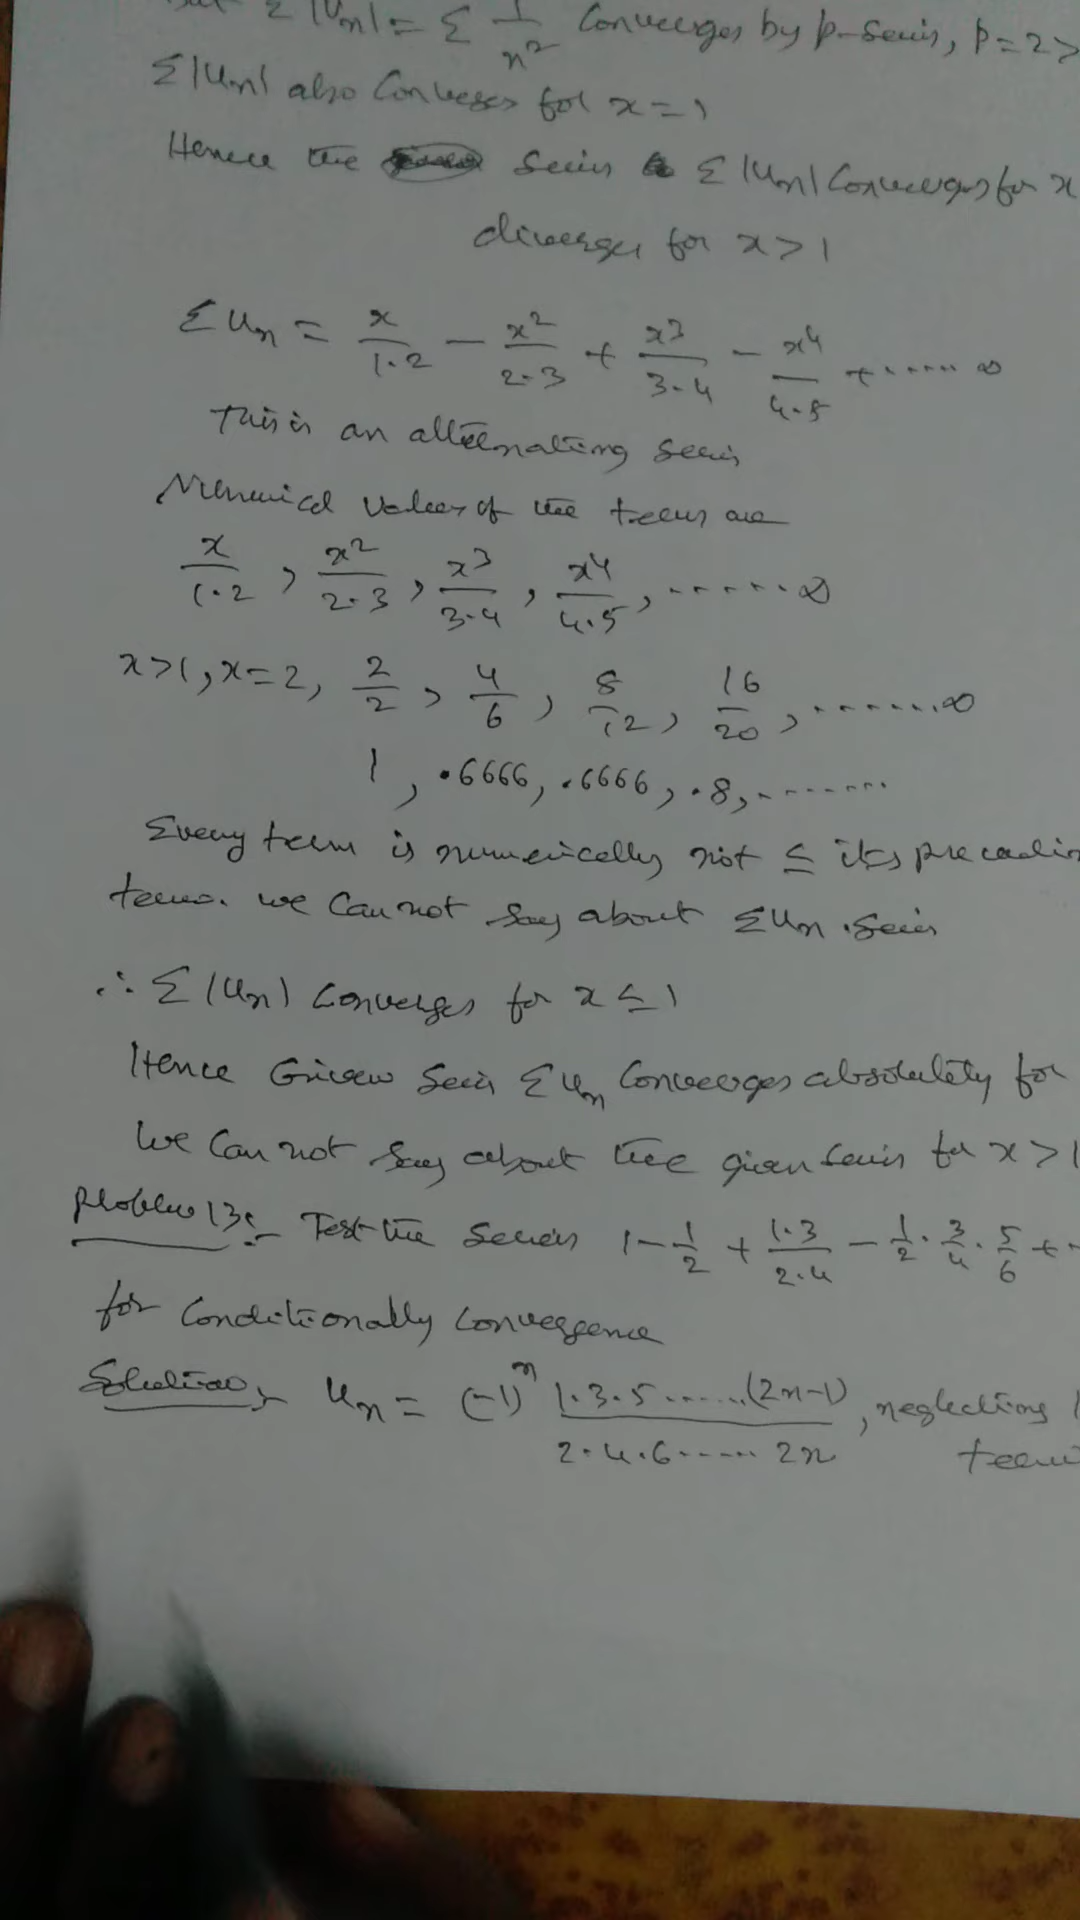 But Σ|Vn| = Σ 1/n² Converges by p-series, p=2>
Σ|un| also Converges for x=1
Hence the series Σ|un| Converges for x
diverges for x>1
Σun = x/1·2 − x²/2·3 + x³/3·4 − x⁴/4·5 + ...... ∞
This is an alternating series
Numerical values of the terms are
x/1·2 , x²/2·3 , x³/3·4 , x⁴/4·5 , ....... ∞
x>1, x=2, 2/2 , 4/6 , 8/12 , 16/20 , ....... ∞
1 , .6666, .6666, .8, .......
Every term is numerically not ≤ its preceedin
terms. we Can not say about Σun series
∴ Σ|un| Converges for x≤1
Hence Given Series Σun Converges absolutely for
We Can not say about the given series for x>1
Problem 13:- Test the series 1 − 1/2 + 1·3/2·4 − 1/2·3/4·5/6 + ..
for Conditionally Convergence
Solution:- Un = (−1)ⁿ 1·3·5......(2n−1)/2·4·6......2n , neglecting
term